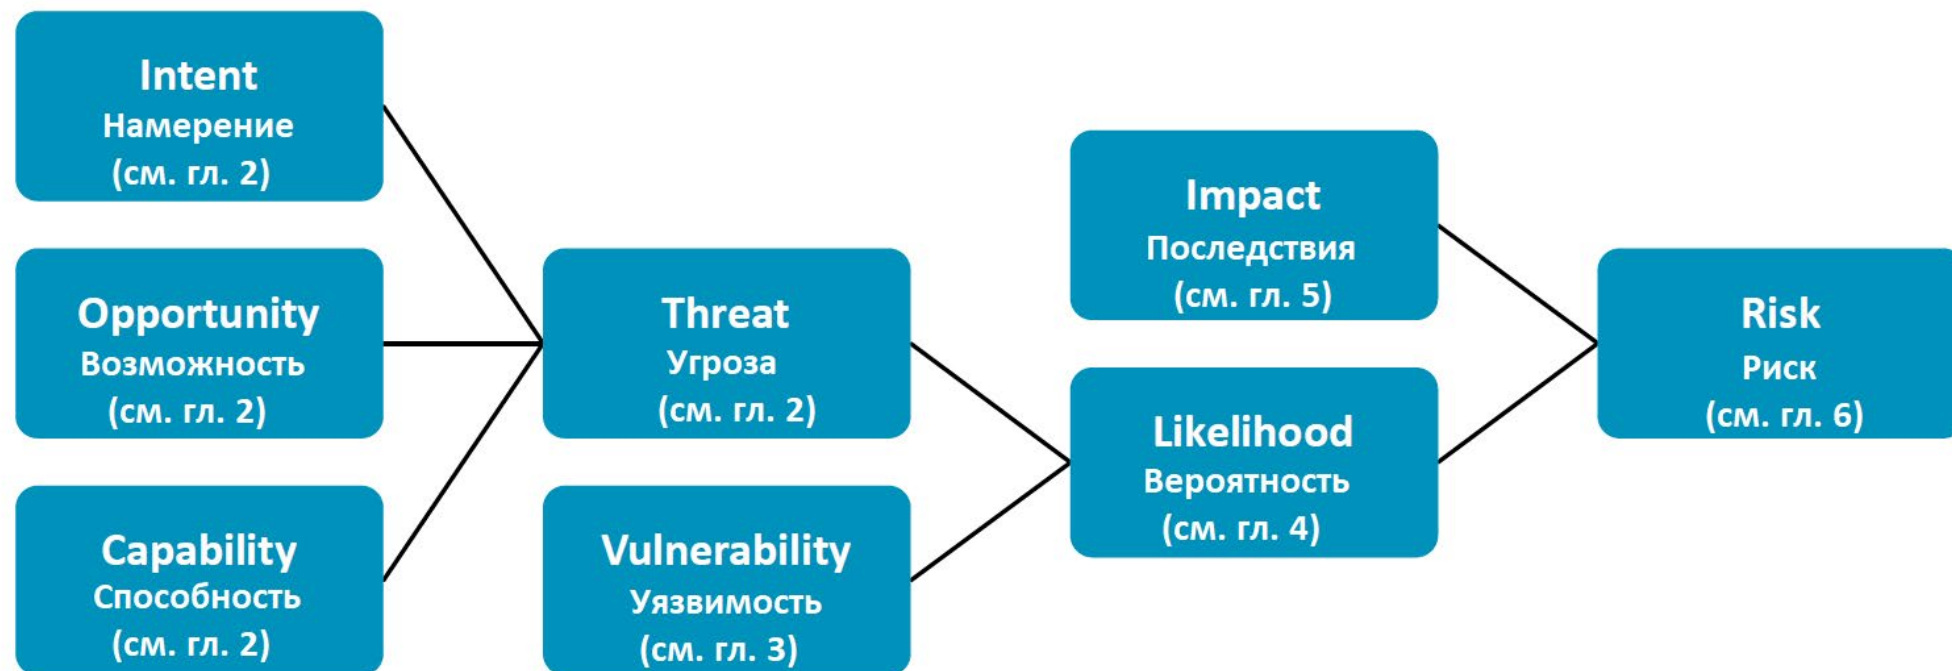 Intent
Намерение
(см. гл. 2)
Opportunity
Возможность
(см. гл. 2)
Capability
Способность
(см. гл. 2)
Threat
Угроза
(см. гл. 2)
Vulnerability
Уязвимость
(см. гл. 3)
Impact
Последствия
(см. гл. 5)
Likelihood
Вероятность
(см. гл. 4)
Risk
Риск
(см. гл. 6)